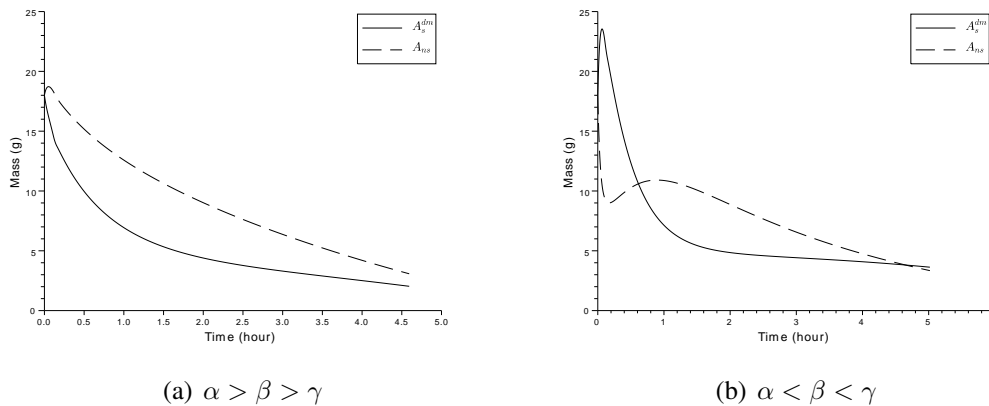 25
20
15
10
5
0
Mass (g)
0.0 0.5 1.0 1.5 2.0 2.5 3.0 3.5 4.0 4.5 5.0
Time (hour)
A_s^{dm}
A_{ns}
(a) α > β > γ
25
20
15
10
5
0
Mass (g)
0 1 2 3 4 5
Time (hour)
A_s^{dm}
A_{ns}
(b) α < β < γ